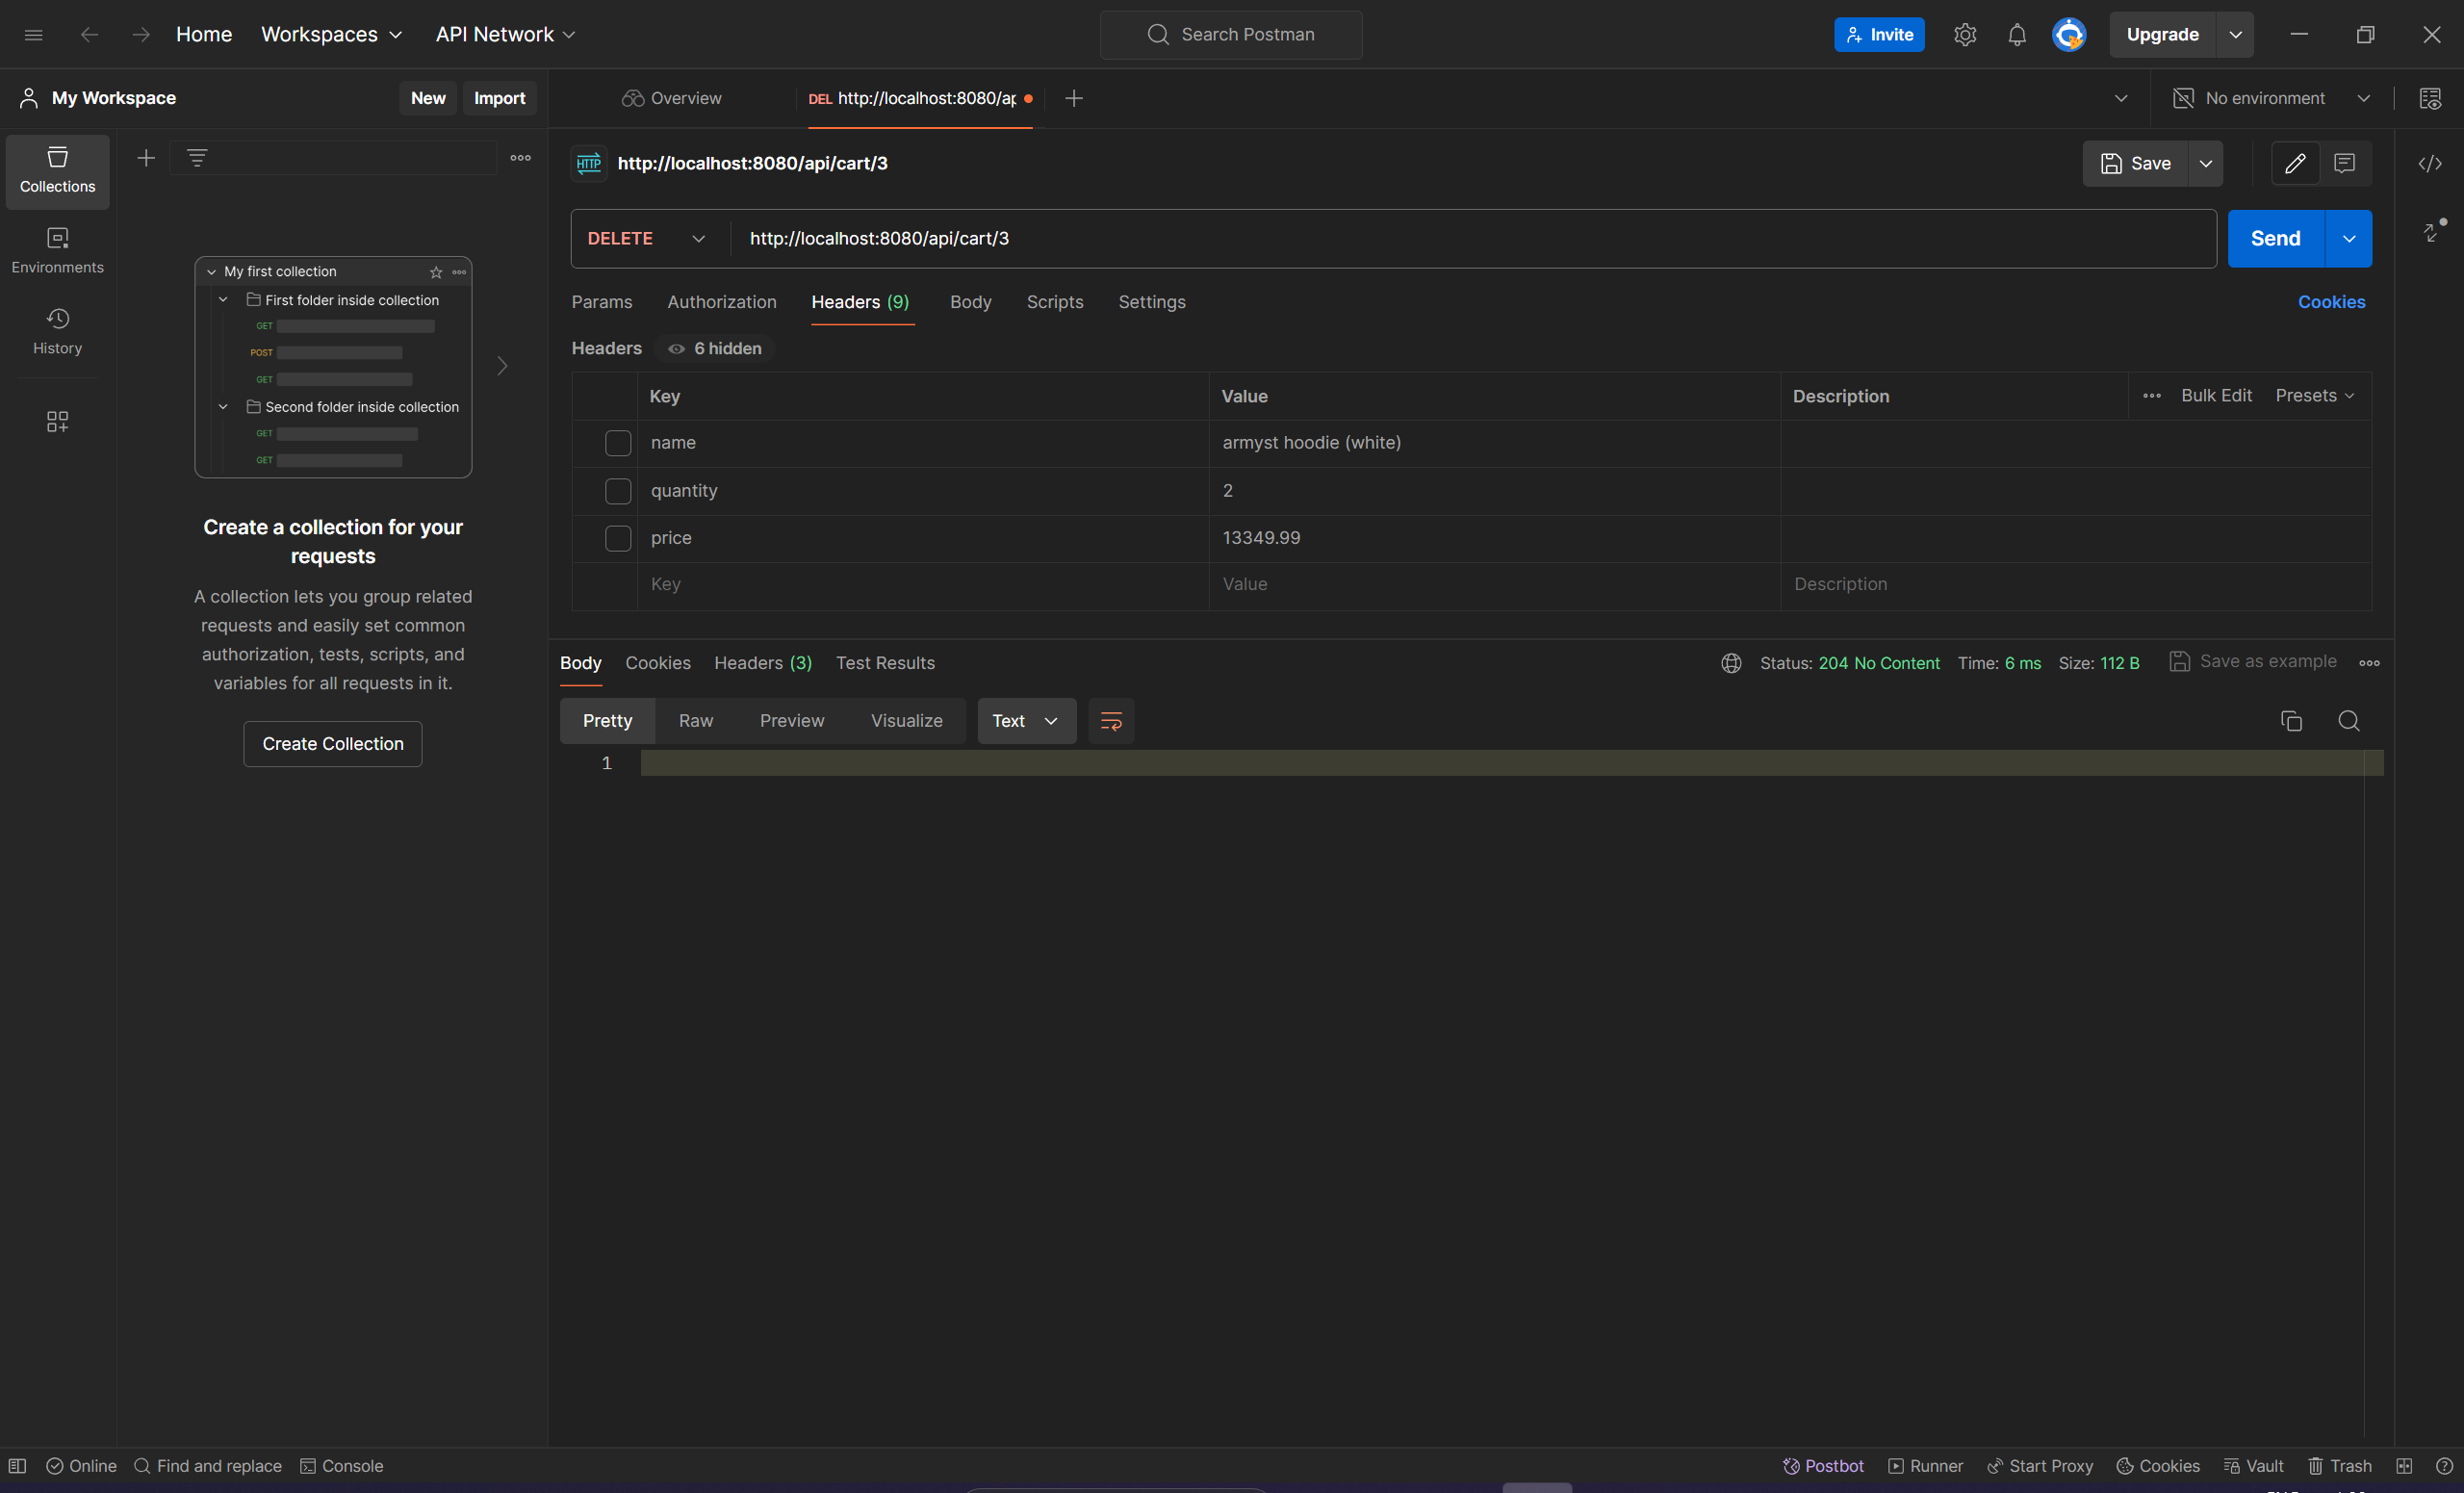 Home Workspaces API Network Search Postman Invite Upgrade
My Workspace New Import Overview DEL http://localhost:8080/ap No environment
Collections
Environments
History
My first collection
First folder inside collection
GET
POST
GET
Second folder inside collection
GET
GET
Create a collection for your
requests
A collection lets you group related
requests and easily set common
authorization, tests, scripts, and
variables for all requests in it.
Create Collection
HTTP http://localhost:8080/api/cart/3 Save
DELETE http://localhost:8080/api/cart/3 Send
Params Authorization Headers (9) Body Scripts Settings Cookies
Headers 6 hidden
Key Value Description Bulk Edit Presets
name armyst hoodie (white)
quantity 2
price 13349.99
Key Value Description
Body Cookies Headers (3) Test Results Status: 204 No Content Time: 6 ms Size: 112 B Save as example
Pretty Raw Preview Visualize Text
1
Online Find and replace Console Postbot Runner Start Proxy Cookies Vault Trash